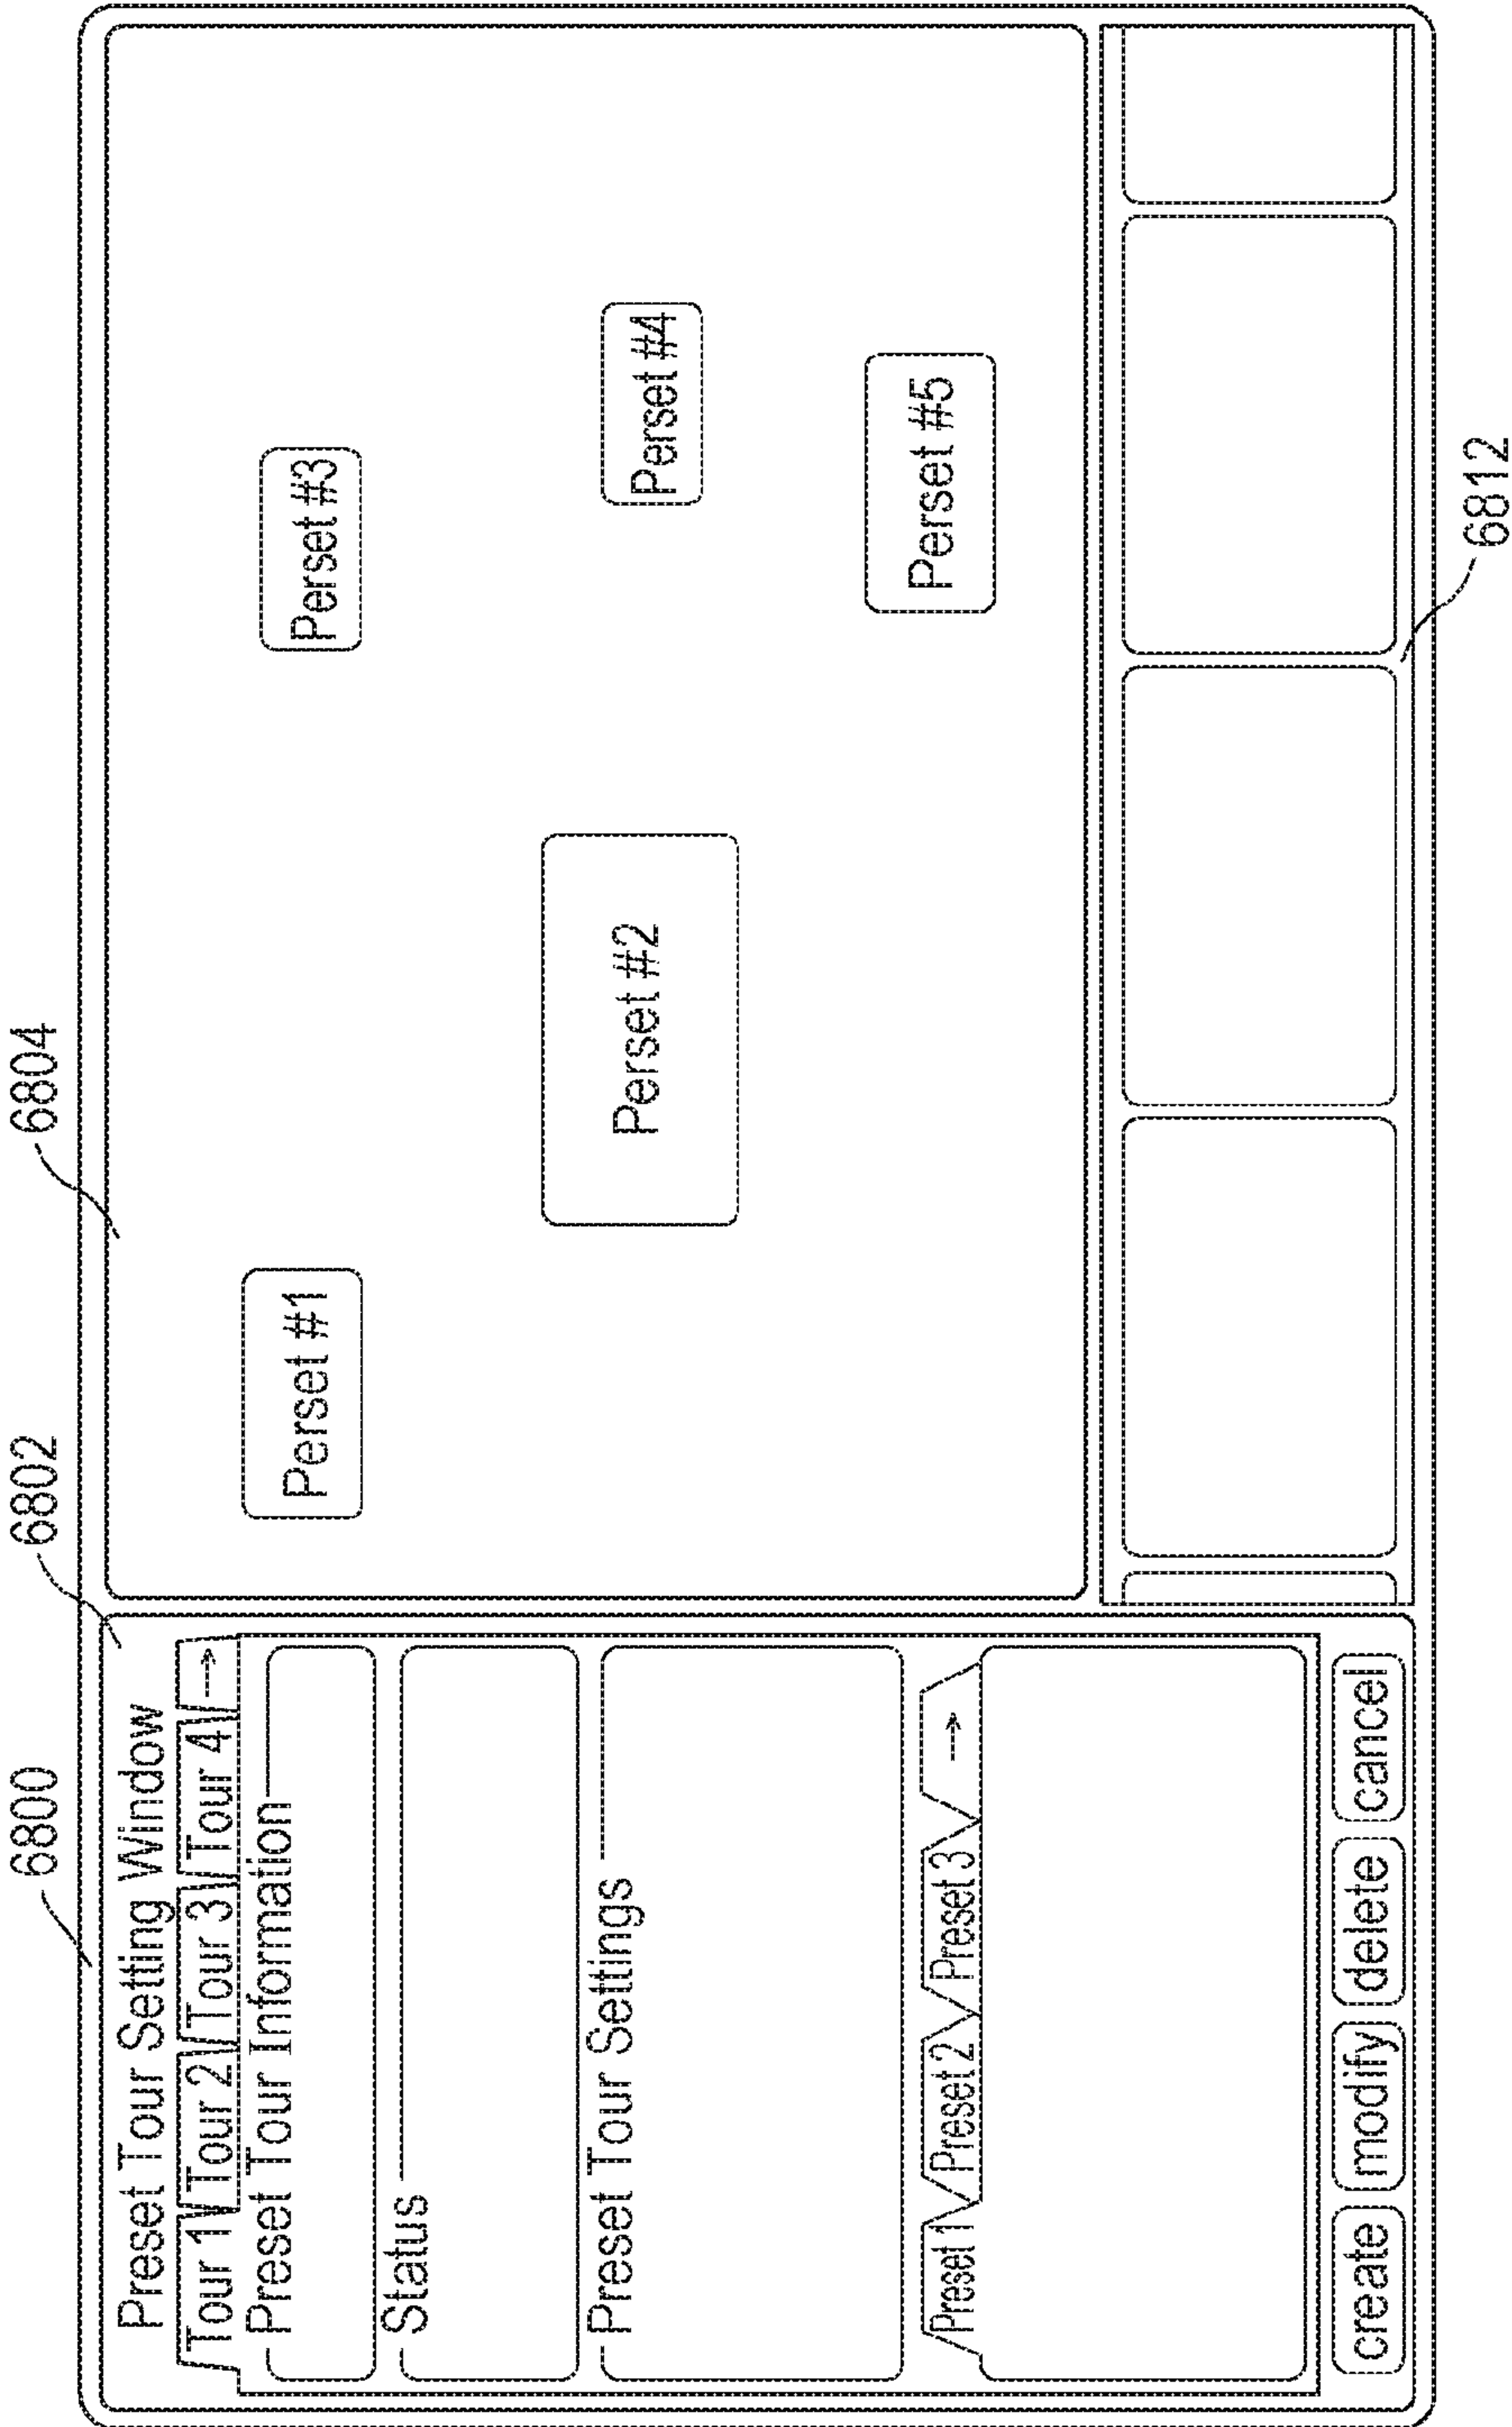 6800
6802
6804
Preset Tour Setting Window
Tour 1 Tour 2 Tour 3 Tour 4 →
Preset Tour Information
Status
Preset Tour Settings
Preset 1 Preset 2 Preset 3 →
create modify delete cancel
Perset #1
Perset #2
Perset #3
Perset #4
Perset #5
6812